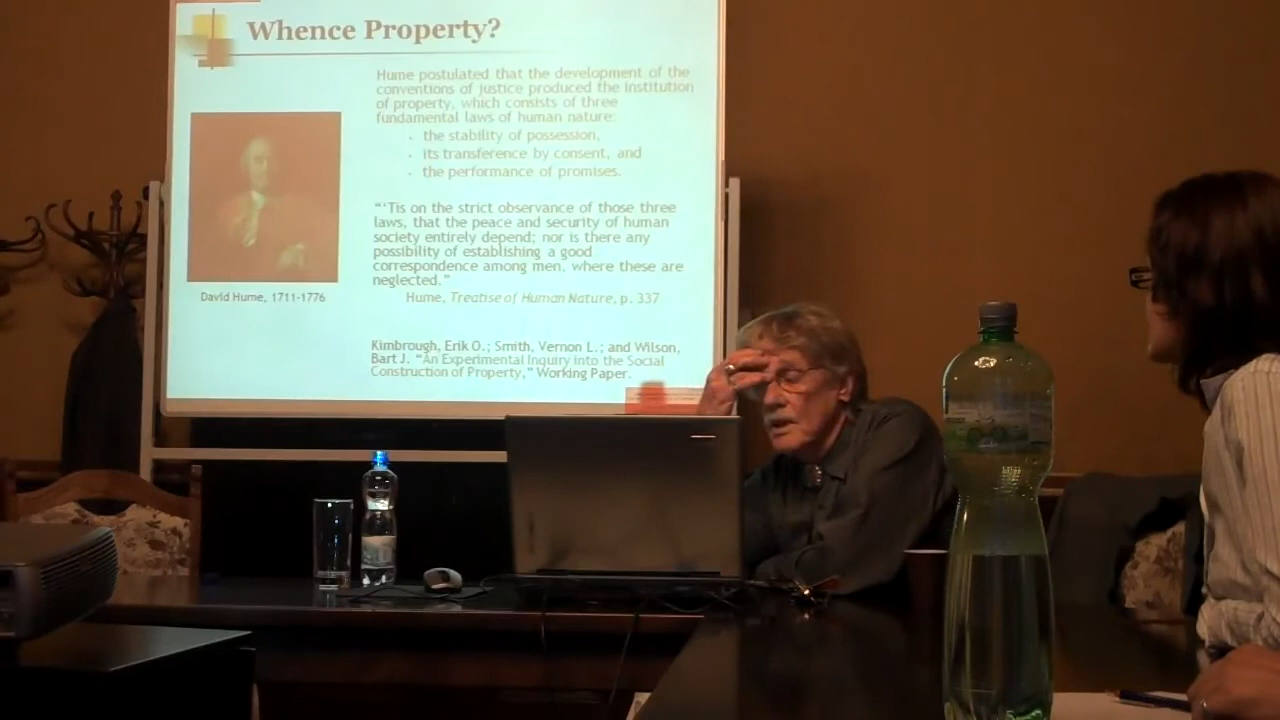 Whence Property?
Hume postulated that the development of the
conventions of justice produced the institution
of property, which consists of three
fundamental laws of human nature:
• the stability of possession,
• its transference by consent, and
• the performance of promises.
“‘Tis on the strict observance of those three
laws, that the peace and security of human
society entirely depend; nor is there any
possibility of establishing a good
correspondence among men, where these are
neglected.”
Hume, Treatise of Human Nature, p. 337
David Hume, 1711-1776
Kimbrough, Erik O.; Smith, Vernon L.; and Wilson,
Bart J. “An Experimental Inquiry into the Social
Construction of Property,” Working Paper.